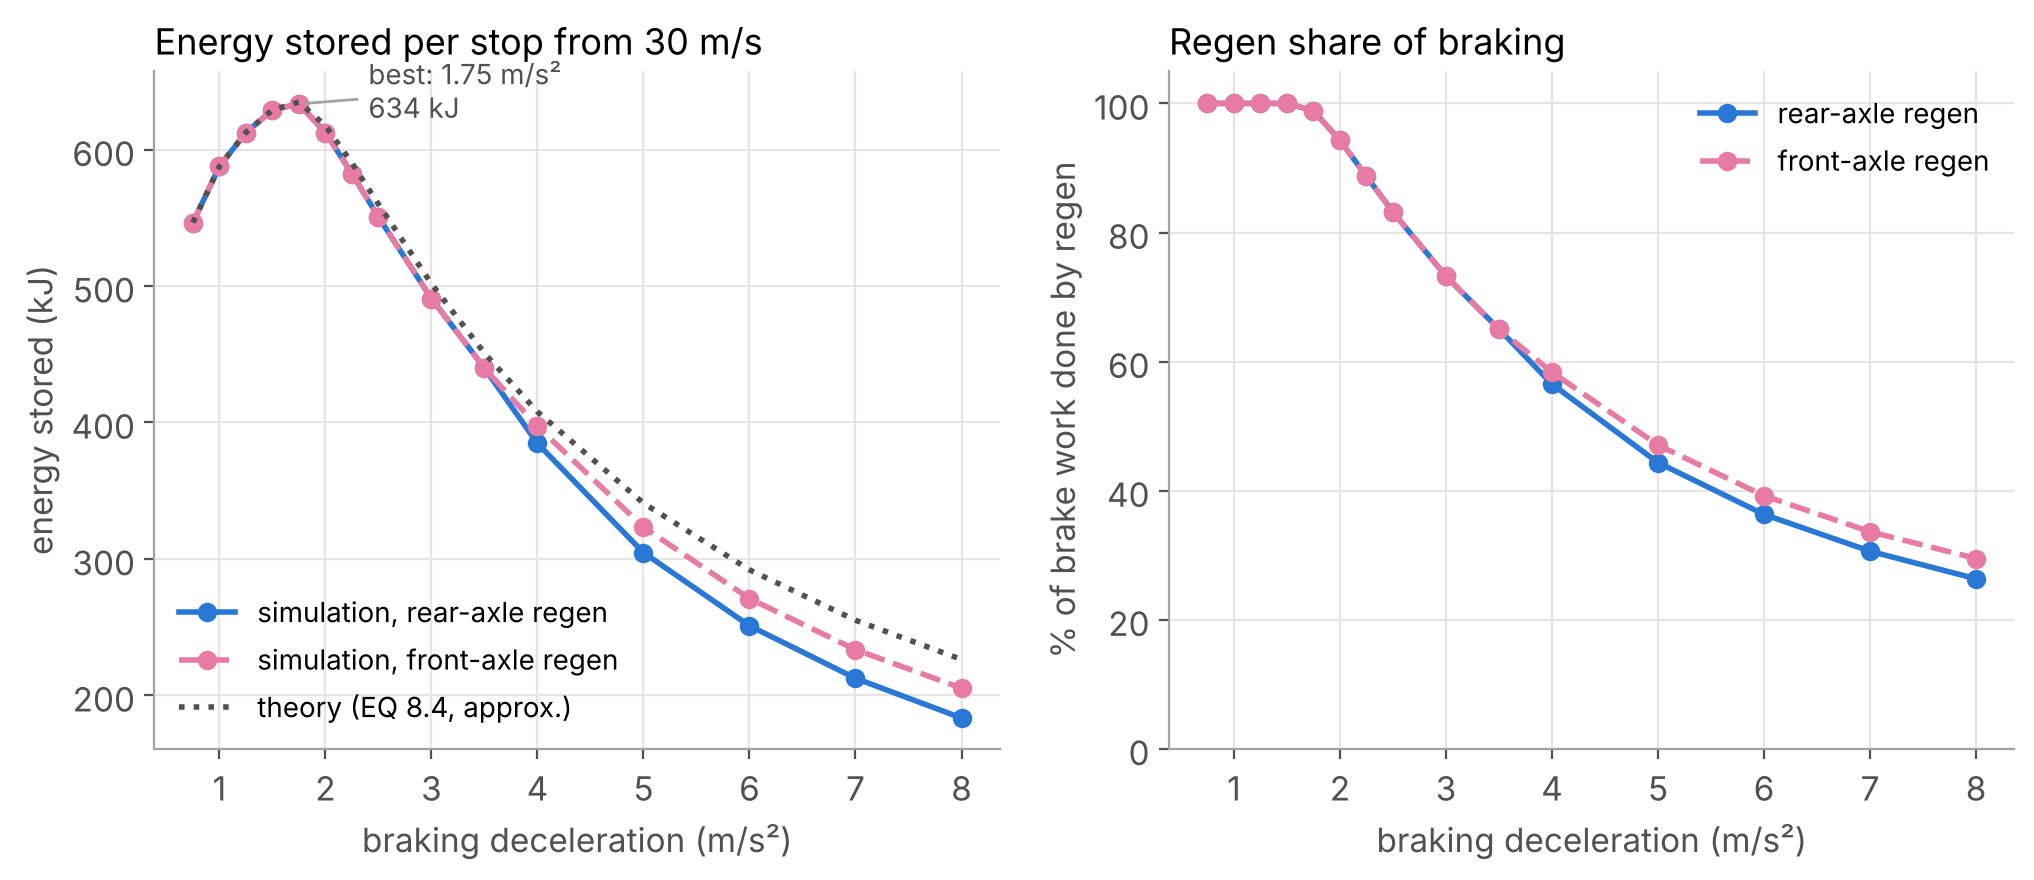 Energy stored per stop from 30 m/s
best: 1.75 m/s²
634 kJ
energy stored (kJ)
600
500
400
300
200
simulation, rear-axle regen
simulation, front-axle regen
theory (EQ 8.4, approx.)
1 2 3 4 5 6 7 8
braking deceleration (m/s²)
Regen share of braking
% of brake work done by regen
100
80
60
40
20
0
rear-axle regen
front-axle regen
1 2 3 4 5 6 7 8
braking deceleration (m/s²)